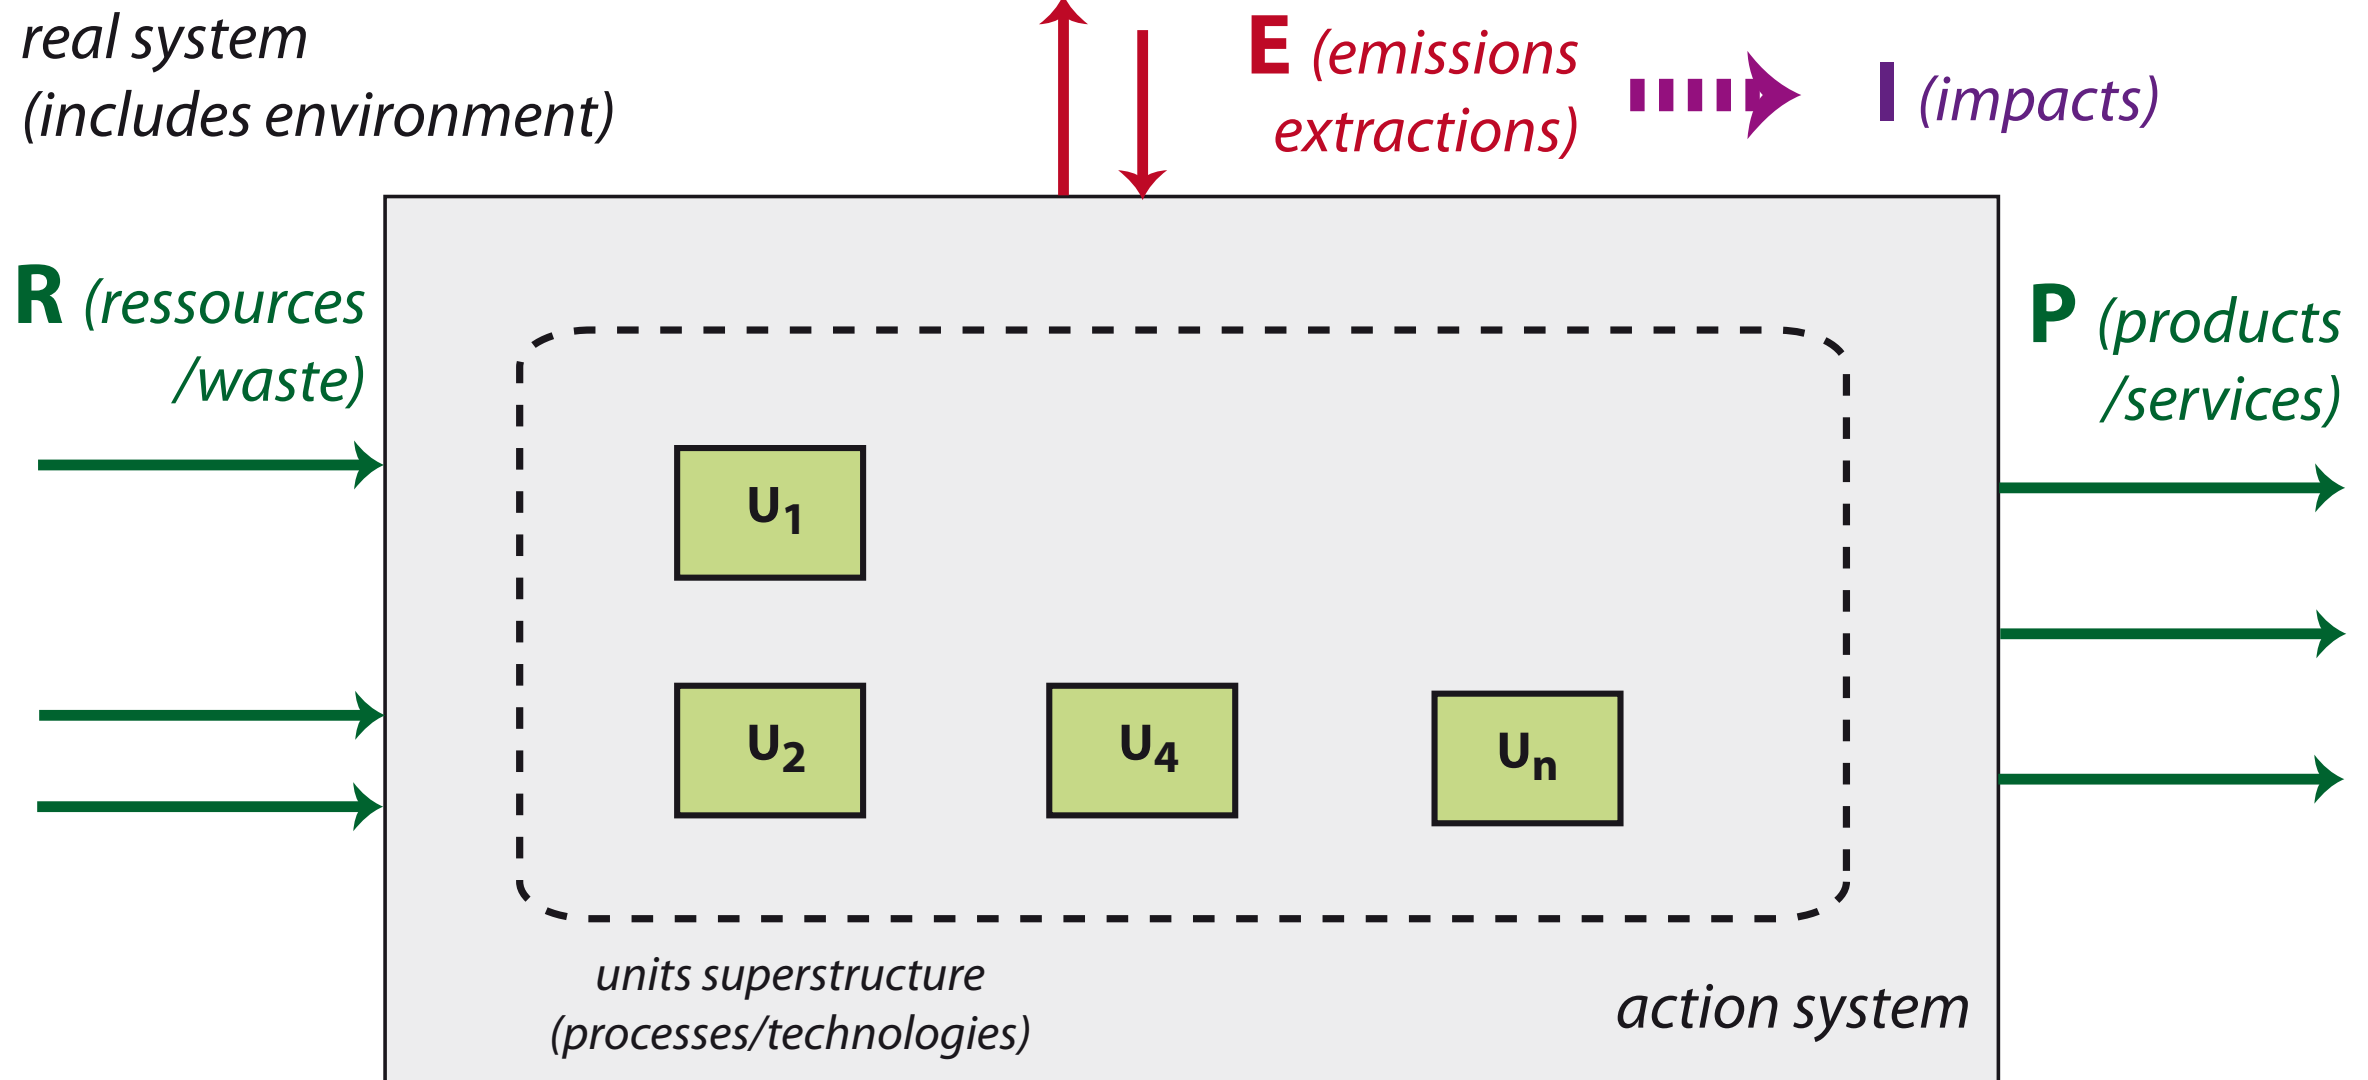 real system
(includes environment)
E (emissions
extractions)
I (impacts)
R (ressources
/waste)
P (products
/services)
U1
U2
U4
Un
units superstructure
(processes/technologies)
action system